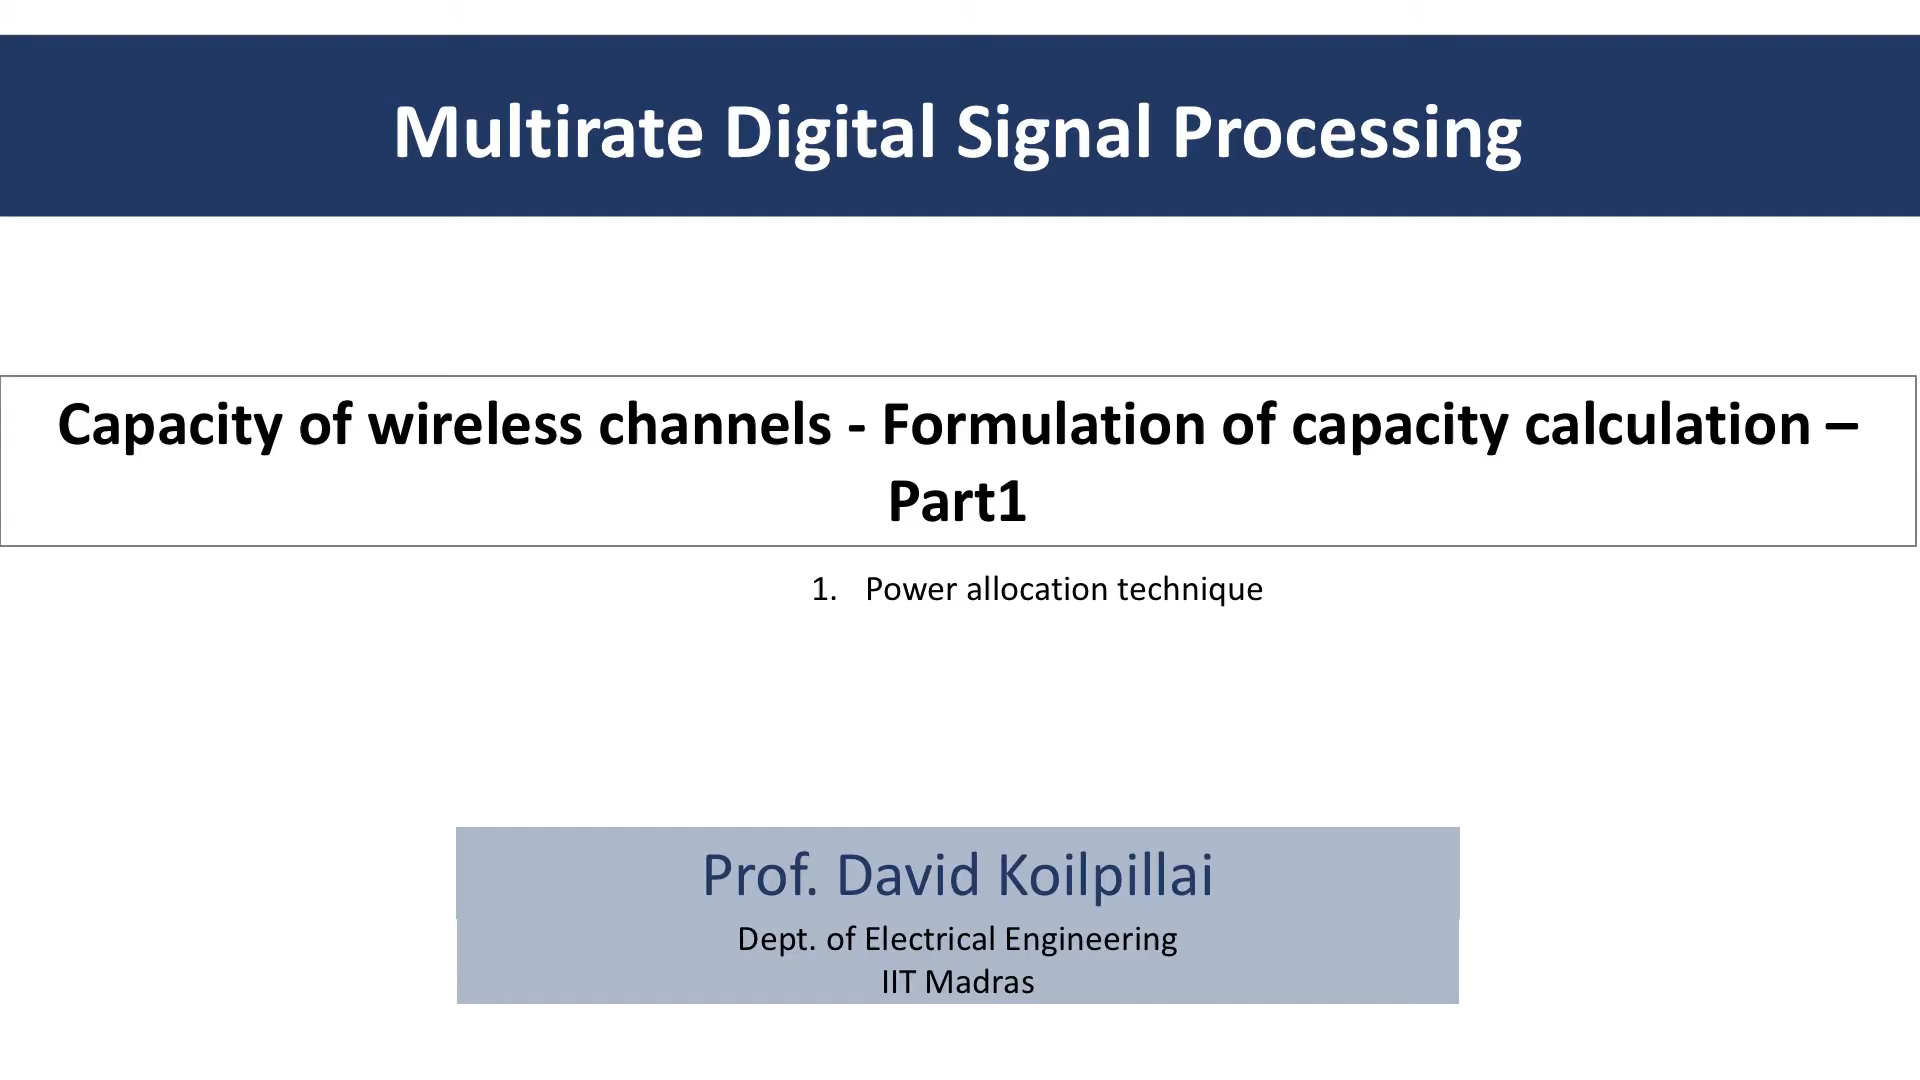 Multirate Digital Signal Processing
Capacity of wireless channels - Formulation of capacity calculation –
Part1
1. Power allocation technique
Prof. David Koilpillai
Dept. of Electrical Engineering
IIT Madras